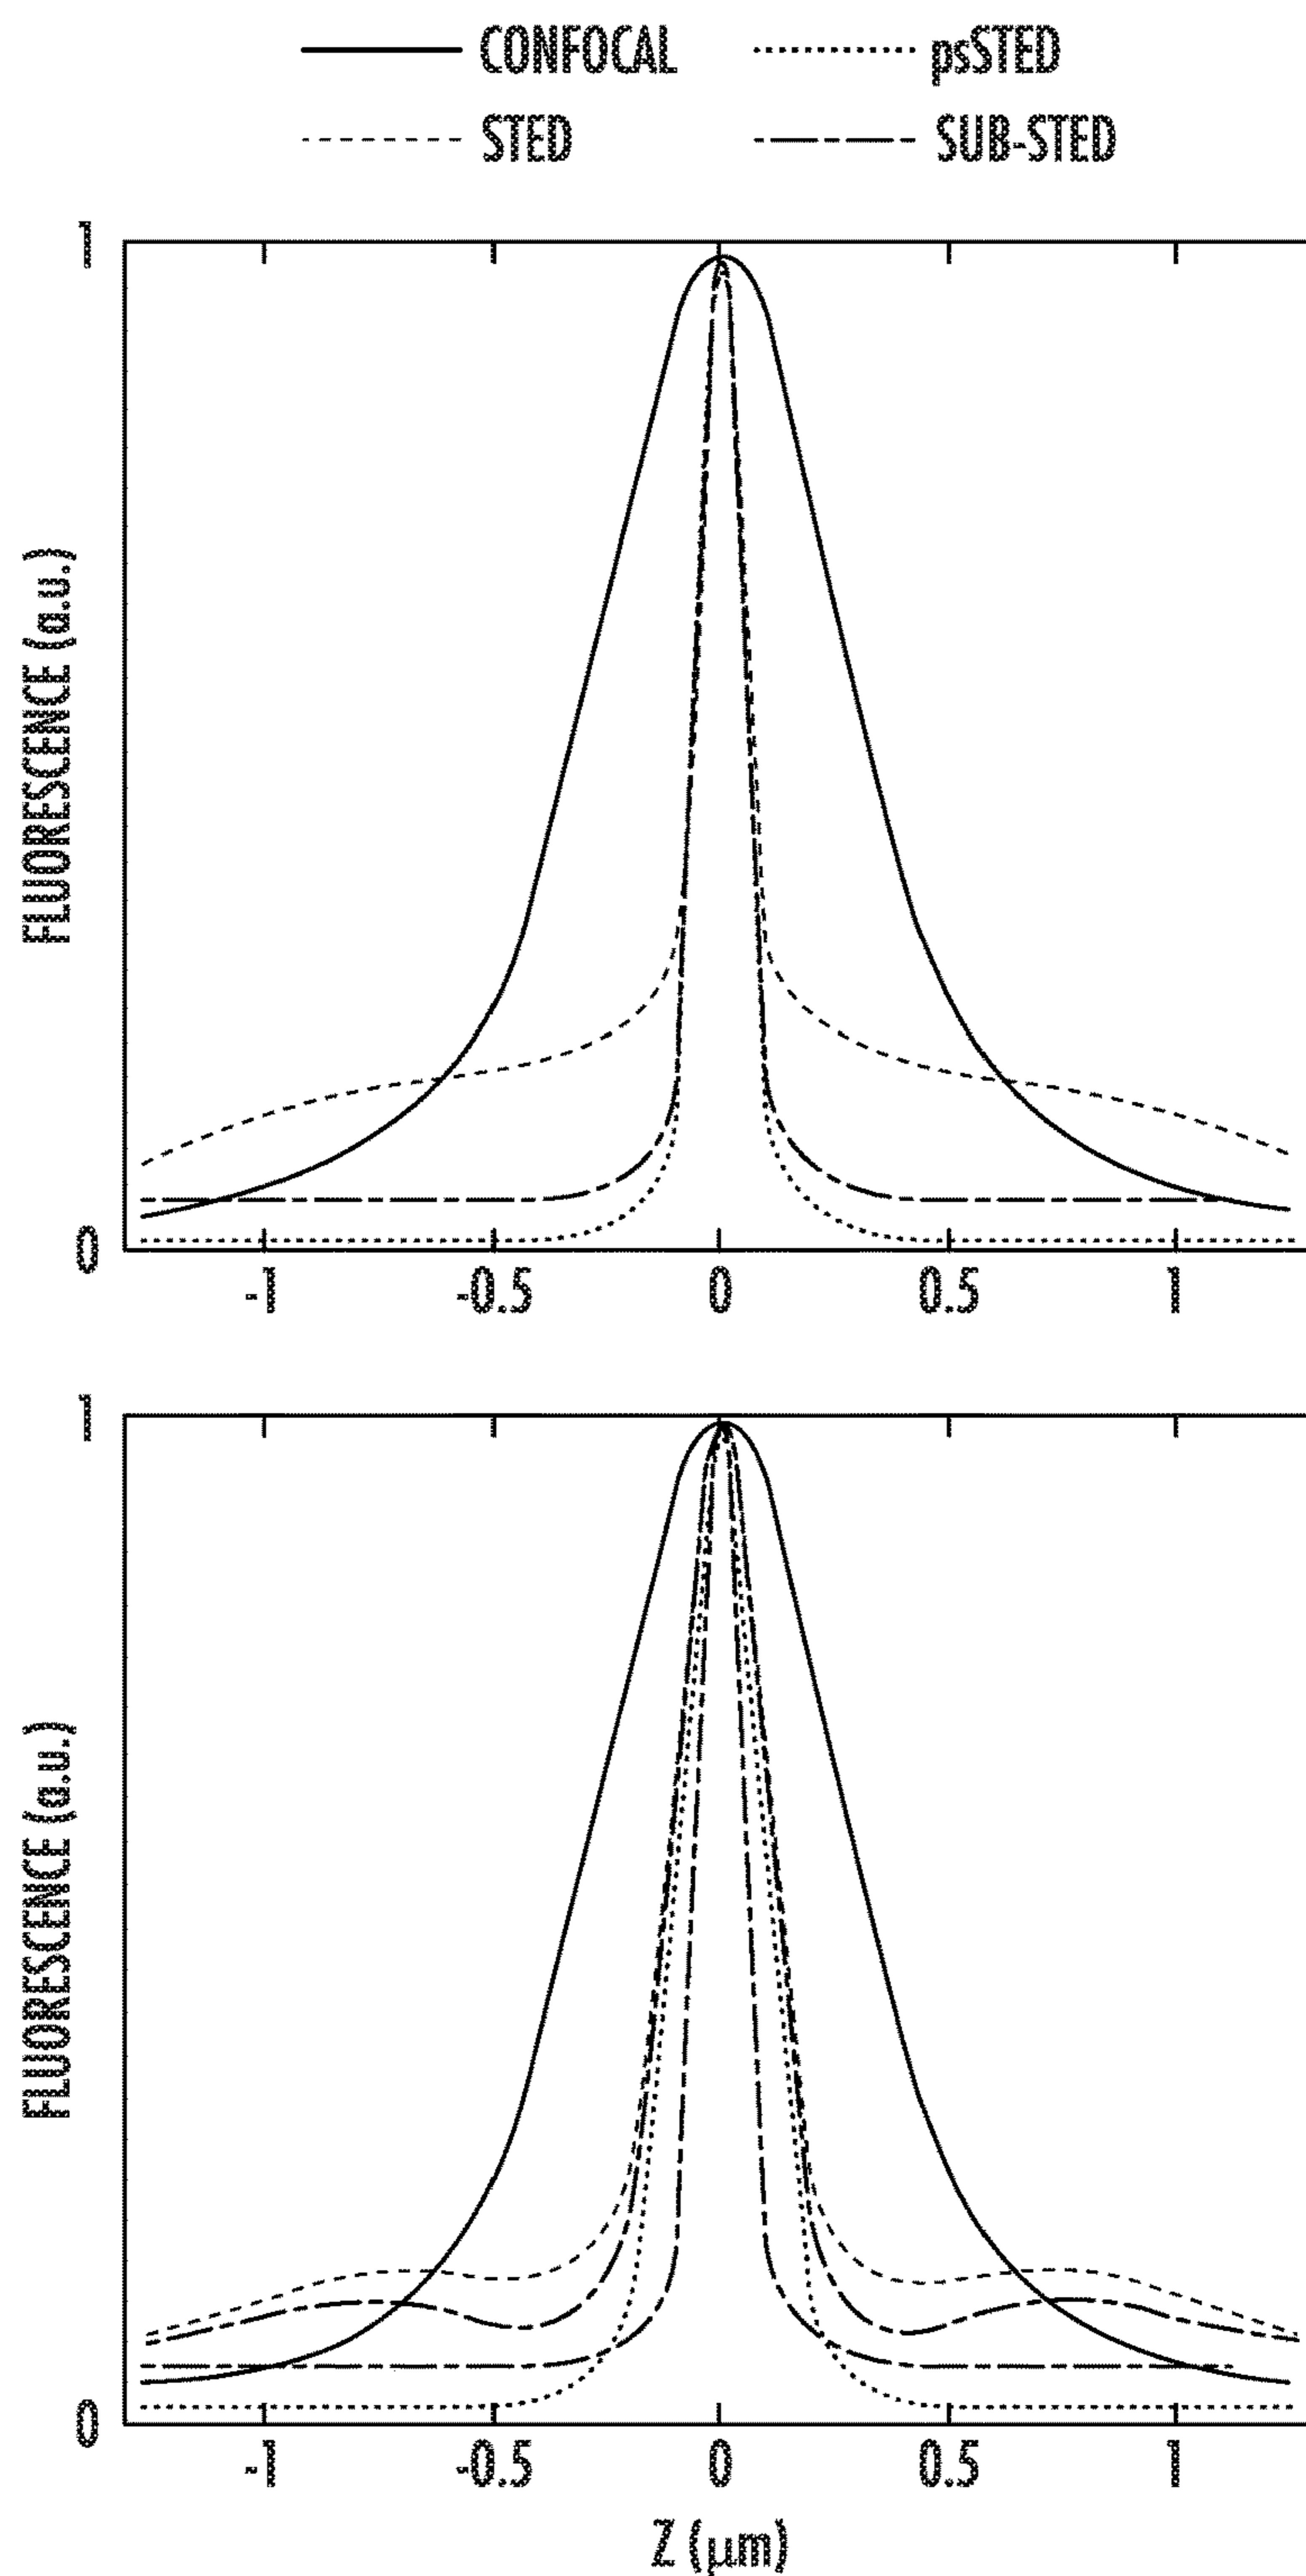 CONFOCAL
psSTED
STED
SUB-STED
1
FLUORESCENCE (a.u.)
0
-1
-0.5
0
0.5
1
1
FLUORESCENCE (a.u.)
0
-1
-0.5
0
0.5
1
Z (μm)